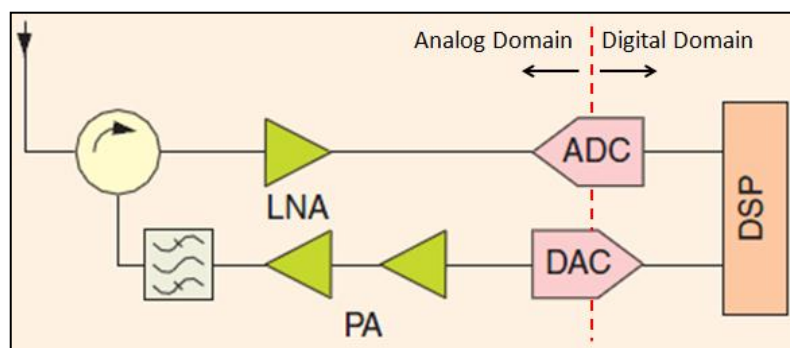 Analog Domain
Digital Domain
ADC
LNA
DSP
DAC
PA